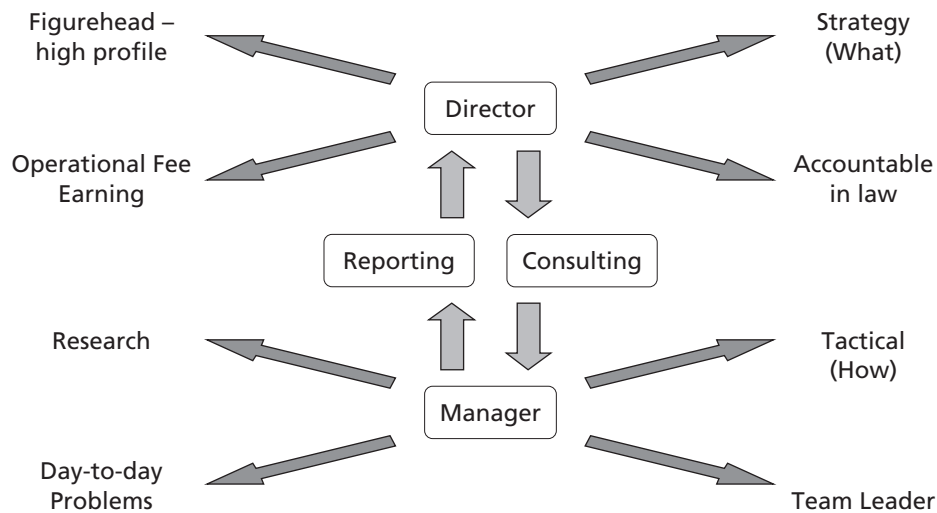 Figurehead –
high profile
Strategy
(What)
Director
Operational Fee
Earning
Accountable
in law
Reporting
Consulting
Research
Tactical
(How)
Manager
Day-to-day
Problems
Team Leader